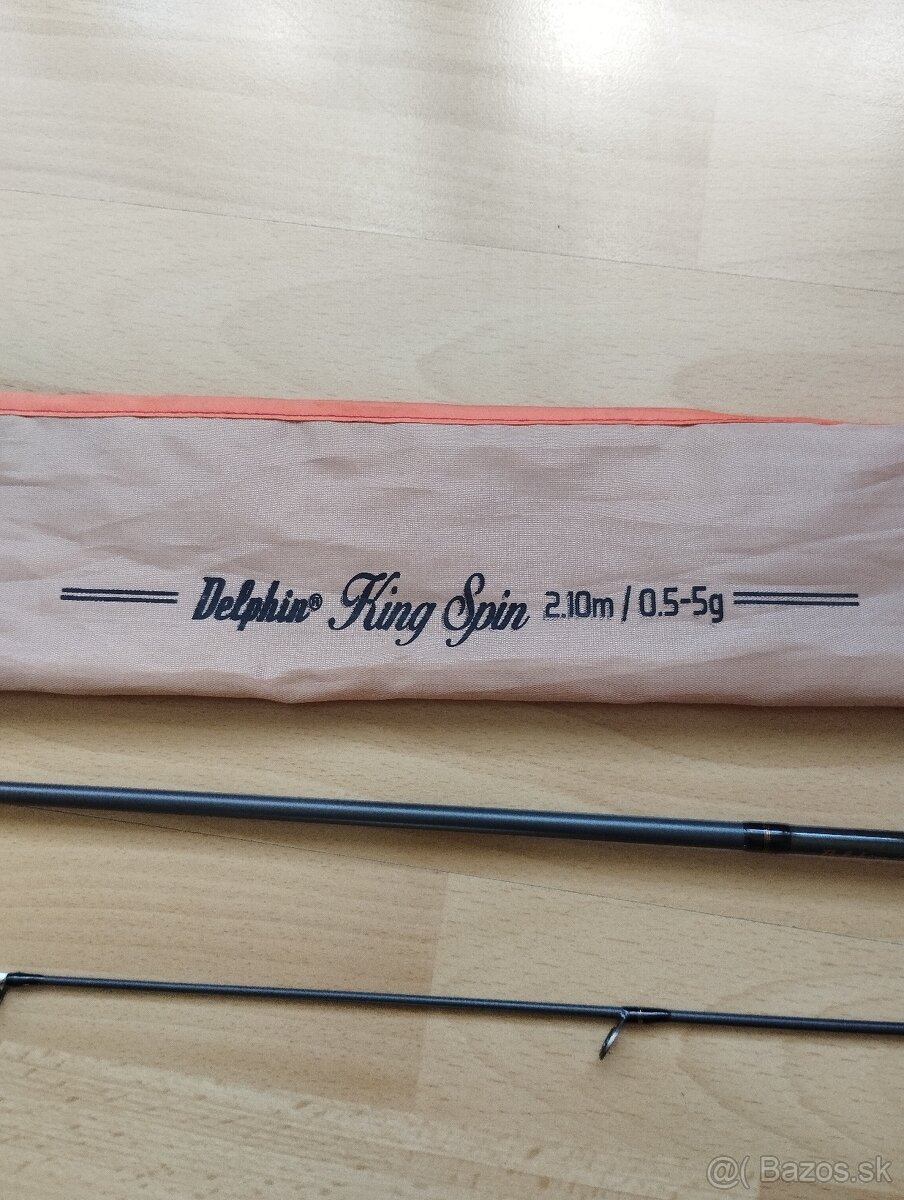 Delphin® King Spin 2.10m / 0.5-5g
@( Bazos.sk